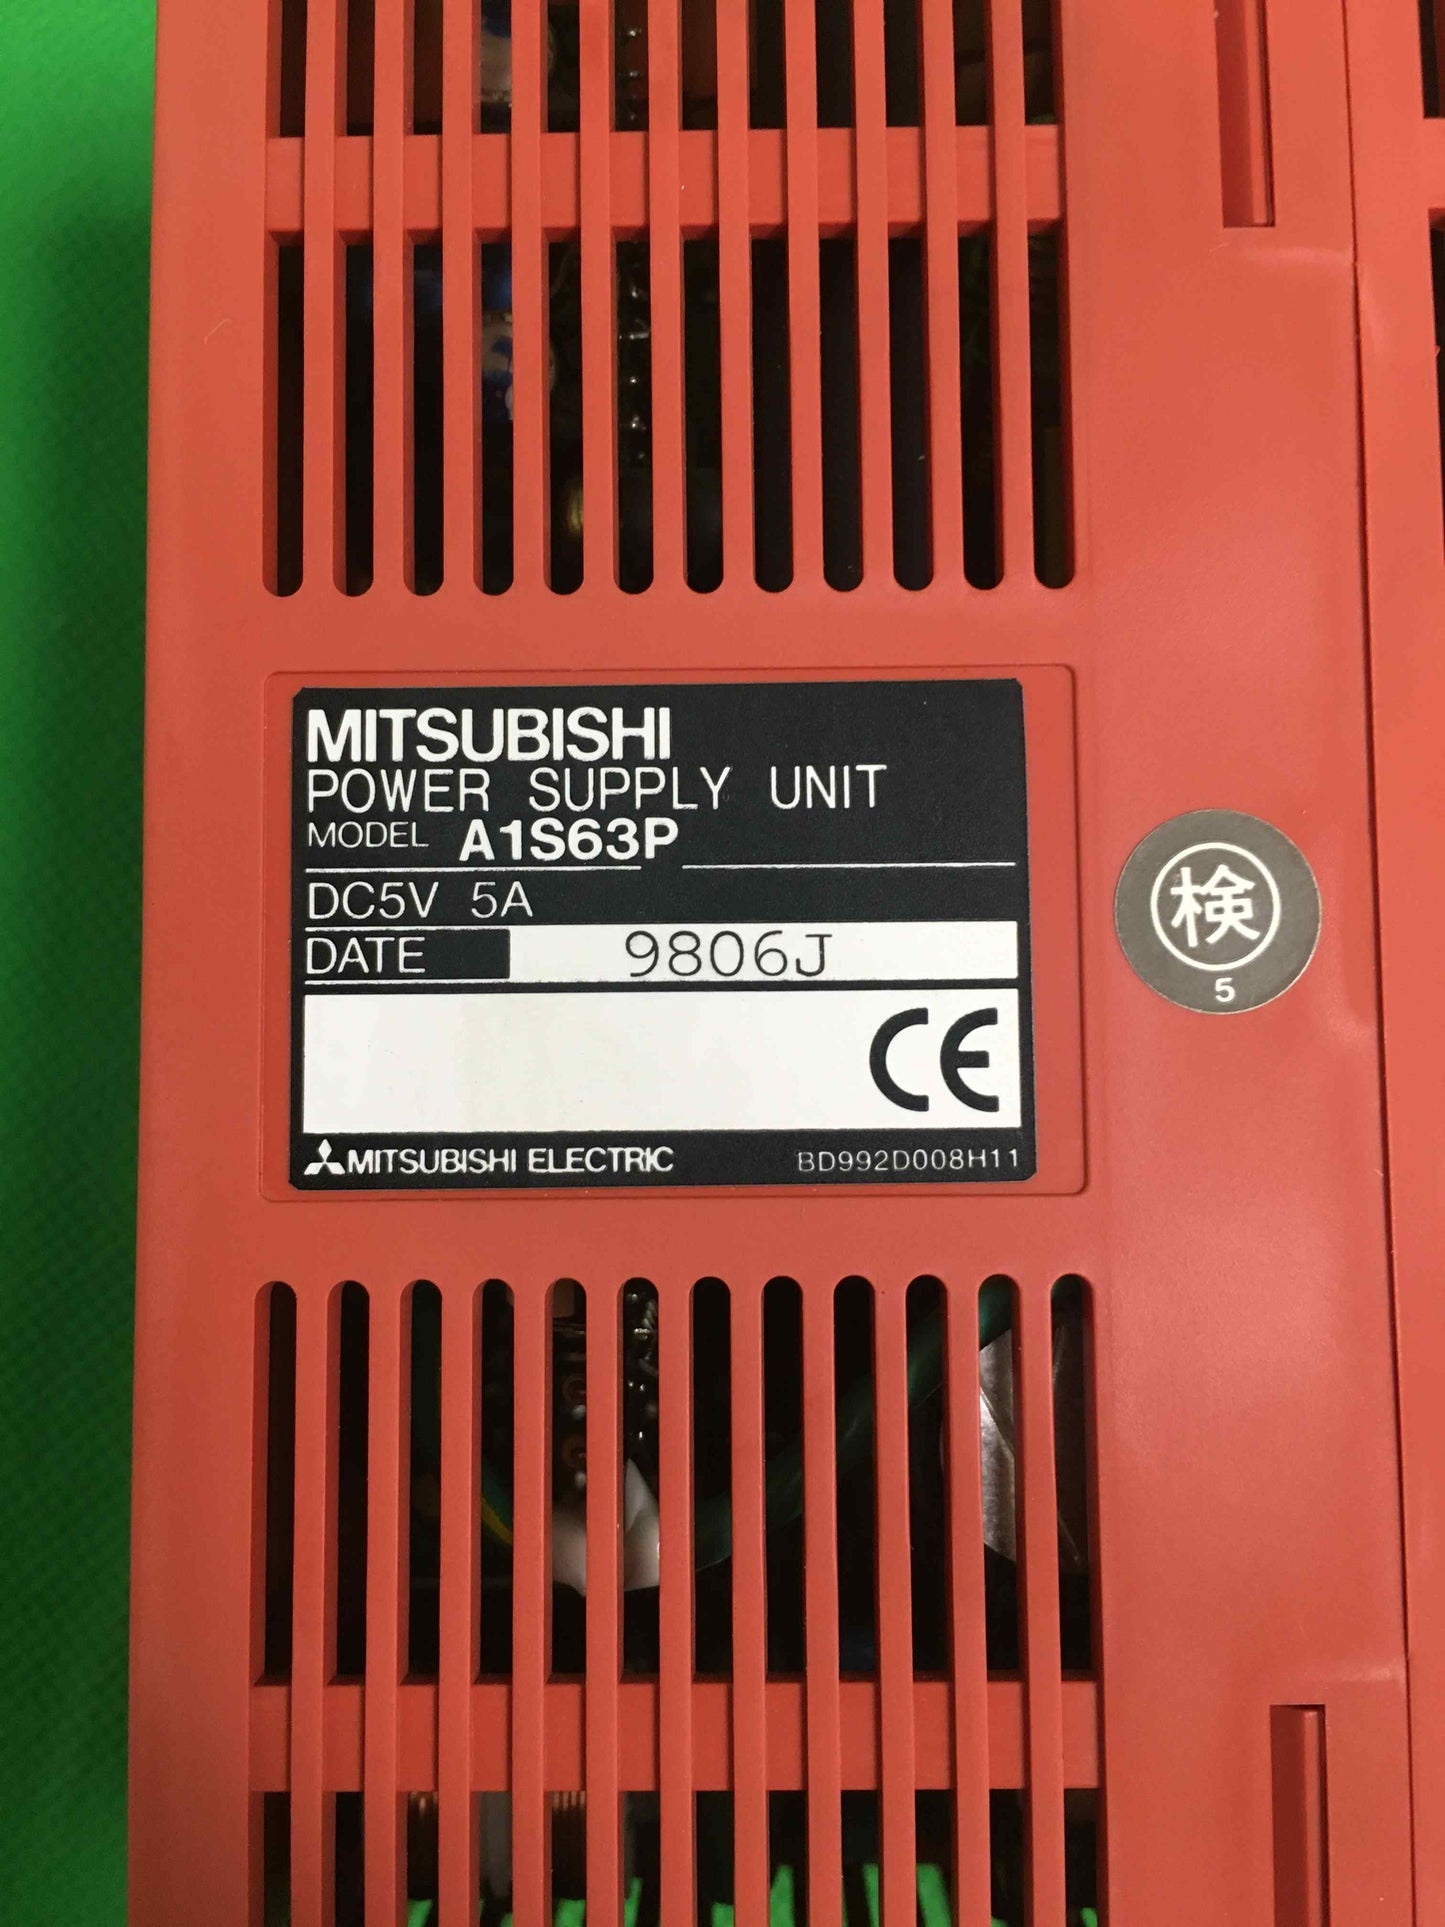 MITSUBISHI
POWER SUPPLY UNIT
MODEL A1S63P
DC5V 5A
DATE 9806J
CE
MITSUBISHI ELECTRIC BD992D008H11
検
5